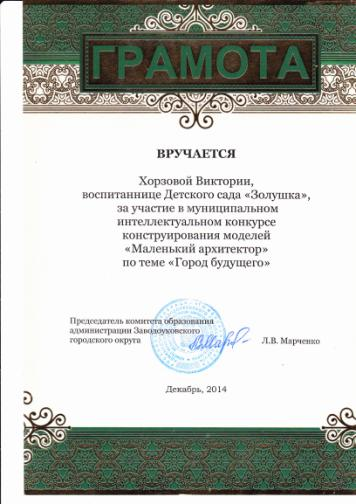 ГРАМОТА
ВРУЧАЕТСЯ
Хорзовой Виктории,
воспитаннице Детского сада «Золушка»,
за участие в муниципальном
интеллектуальном конкурсе
конструирования моделей
«Маленький архитектор»
по теме «Город будущего»
Председатель комитета образования
администрации Заводоуковского
городского округа
Л.В. Марченко
Декабрь, 2014